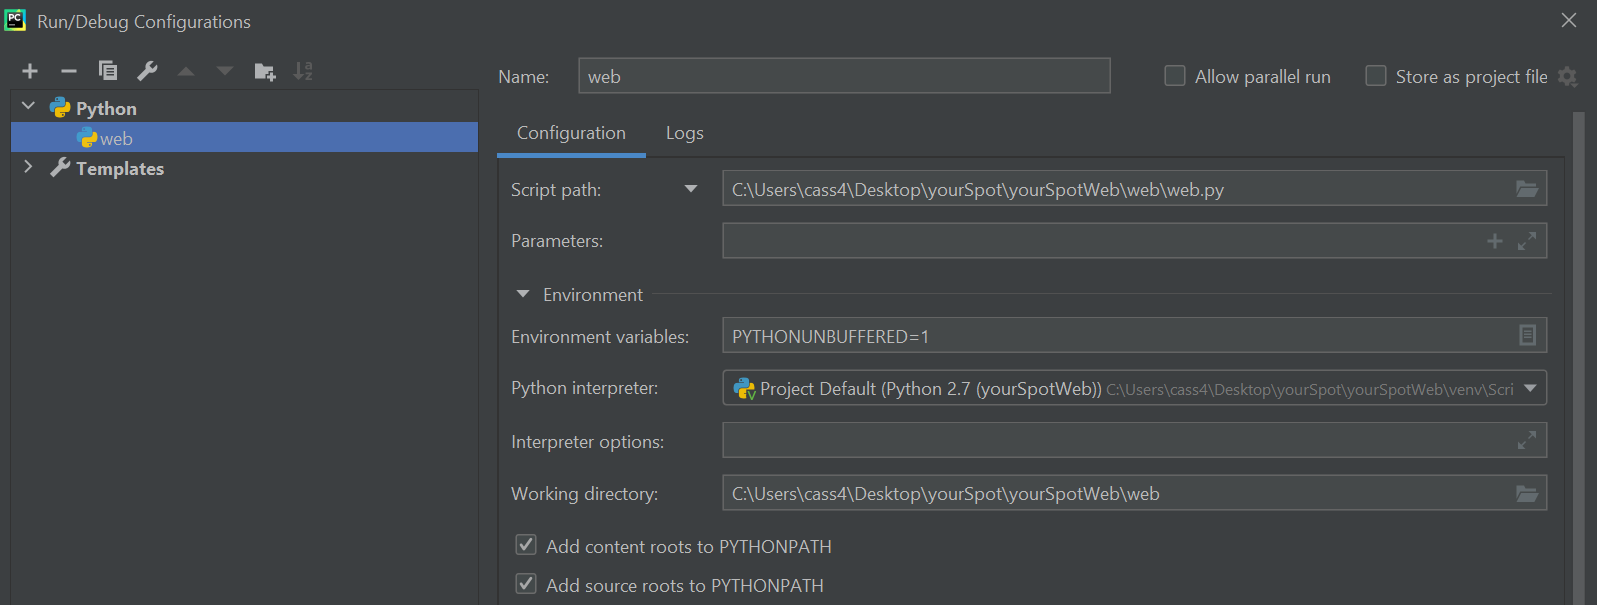 PC Run/Debug Configurations
Name: web Allow parallel run Store as project file
Python
web
Templates
Configuration Logs
Script path: C:\Users\cass4\Desktop\yourSpot\yourSpotWeb\web\web.py
Parameters:
Environment
Environment variables: PYTHONUNBUFFERED=1
Python interpreter: Project Default (Python 2.7 (yourSpotWeb)) C:\Users\cass4\Desktop\yourSpot\yourSpotWeb\venv\Scri
Interpreter options:
Working directory: C:\Users\cass4\Desktop\yourSpot\yourSpotWeb\web
Add content roots to PYTHONPATH
Add source roots to PYTHONPATH